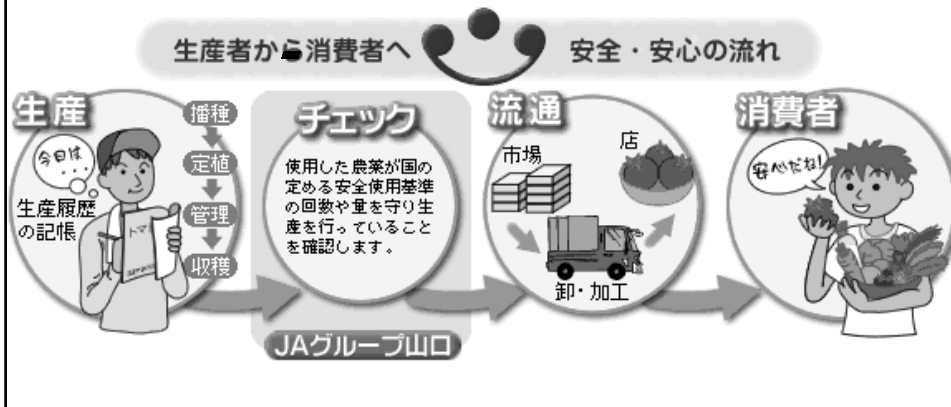 生産者から消費者へ
安全・安心の流れ
生産
播種
定植
管理
収穫
今日は
...
生産履歴
の記帳
トマト
チェック
使用した農薬が国の
定める安全使用基準
の回数や量を守り生
産を行っていること
を確認します。
JAグループ山口
流通
市場
店
卸・加工
消費者
安心だね!